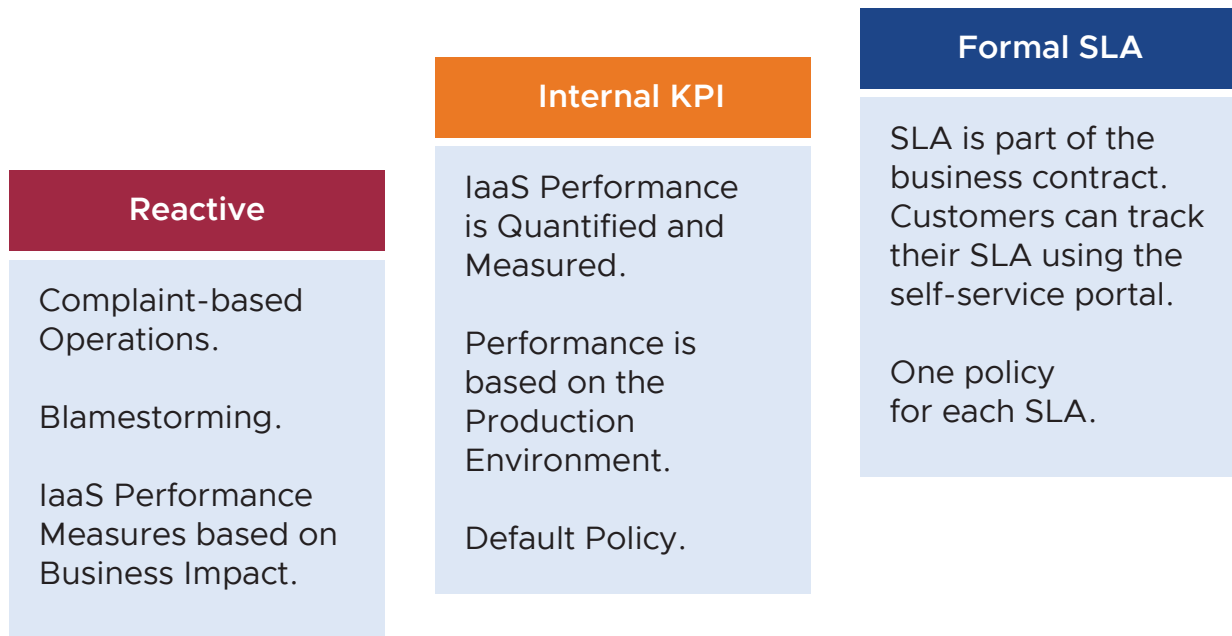 Reactive
Complaint-based
Operations.
Blamestorming.
IaaS Performance
Measures based on
Business Impact.
Internal KPI
IaaS Performance
is Quantified and
Measured.
Performance is
based on the
Production
Environment.
Default Policy.
Formal SLA
SLA is part of the
business contract.
Customers can track
their SLA using the
self-service portal.
One policy
for each SLA.